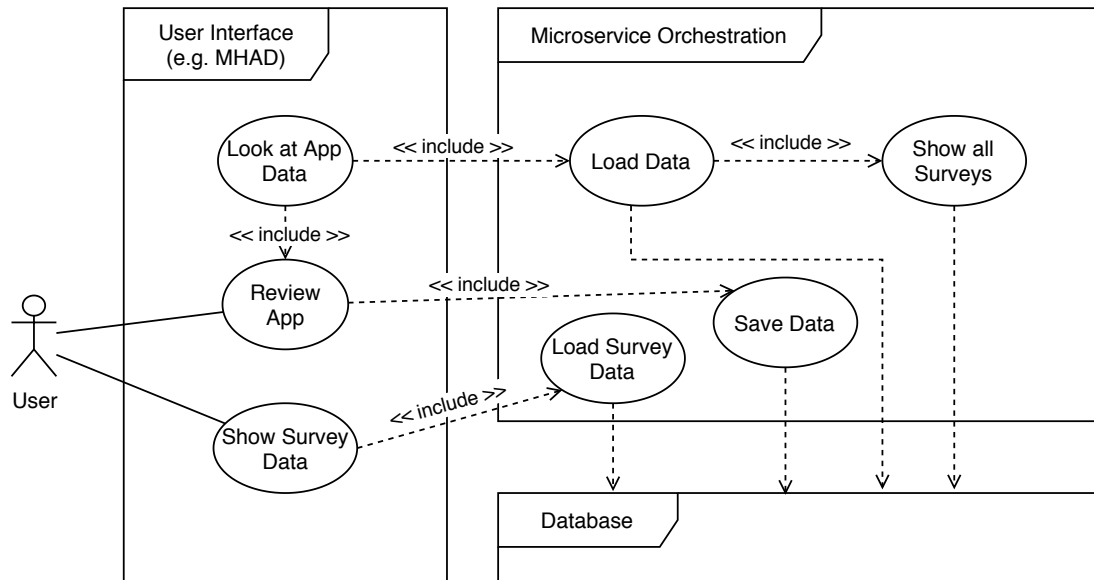 User Interface
(e.g. MHAD)
Microservice Orchestration
Look at App
Data
<< include >>
Load Data
<< include >>
Show all
Surveys
<< include >>
Review
App
<< include >>
Save Data
Load Survey
Data
User
<< include >>
Show Survey
Data
Database